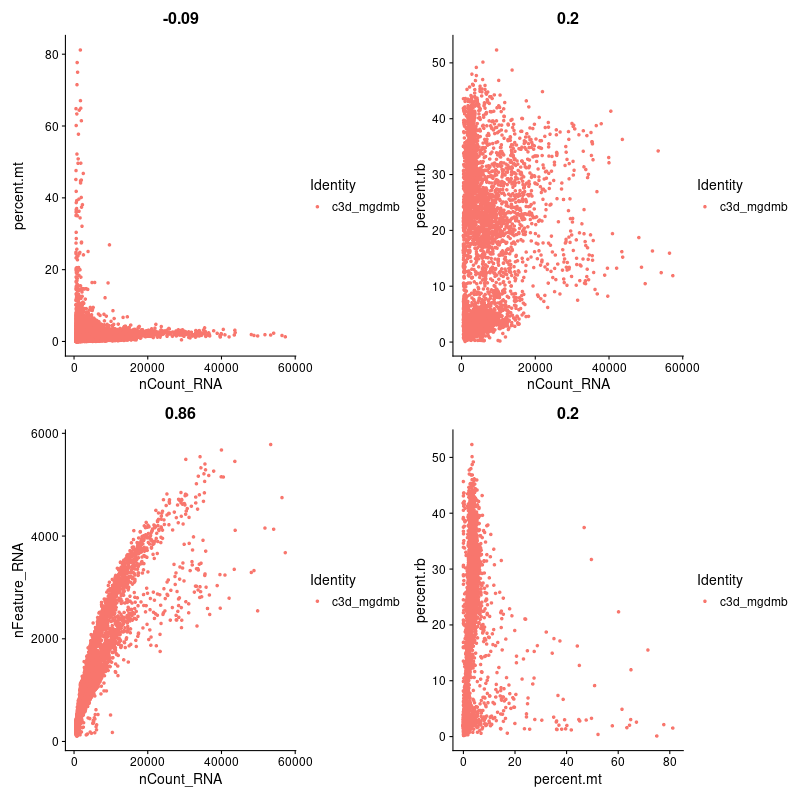 -0.09
percent.mt
80
60
40
20
0
0 20000 40000 60000
nCount_RNA
Identity
c3d_mgdmb
0.2
percent.rb
50
40
30
20
10
0
0 20000 40000 60000
nCount_RNA
Identity
c3d_mgdmb
0.86
nFeature_RNA
6000
4000
2000
0
0 20000 40000 60000
nCount_RNA
Identity
c3d_mgdmb
0.2
percent.rb
50
40
30
20
10
0
0 20 40 60 80
percent.mt
Identity
c3d_mgdmb